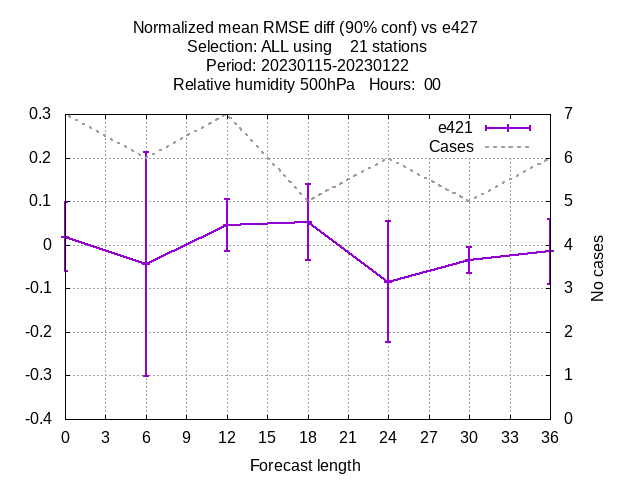 Normalized mean RMSE diff (90% conf) vs e427
Selection: ALL using    21 stations
Period: 20230115-20230122
Relative humidity 500hPa   Hours:  00
0.3
0.2
0.1
0
-0.1
-0.2
-0.3
-0.4
7
6
5
4
3
2
1
0
e421
Cases
No cases
0 3 6 9 12 15 18 21 24 27 30 33 36
Forecast length